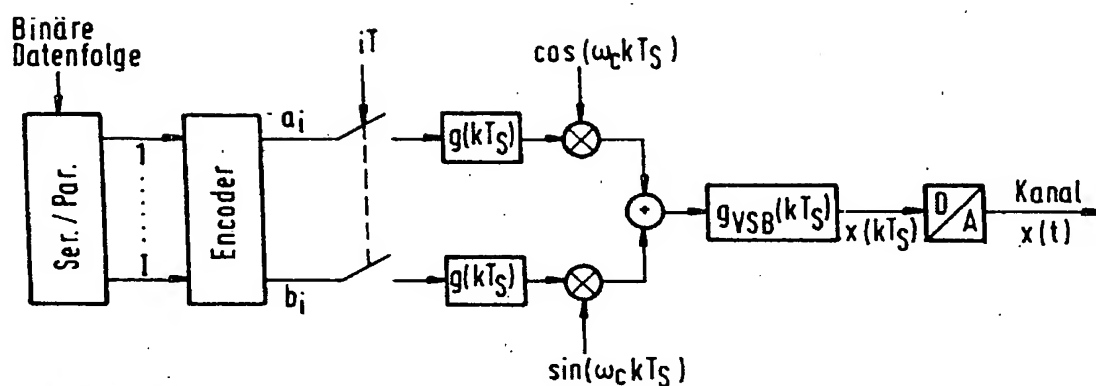 Binäre
Datenfolge
Ser./Par.
1
I
Encoder
a_i
b_i
iT
g(kT_S)
g(kT_S)
cos(ω_c kT_S)
sin(ω_c kT_S)
+
g_VSB(kT_S)
x(kT_S)
D
A
Kanal
x(t)